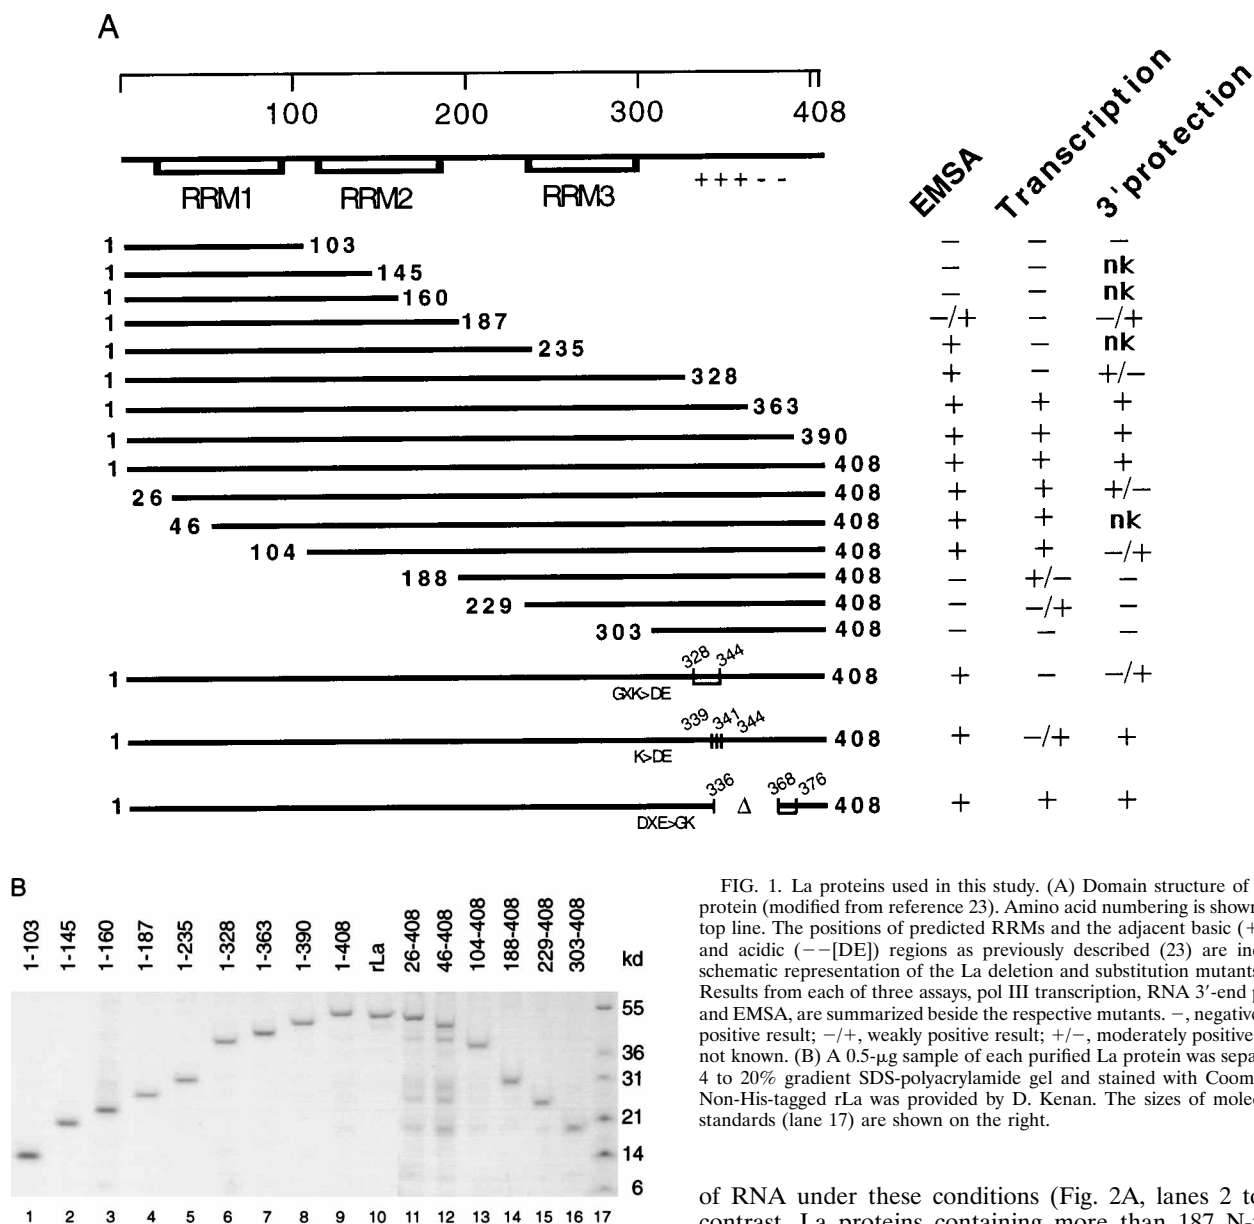 A
100 200 300 408
RRM1 RRM2 RRM3 +++--
EMSA Transcription 3'protection
1 103 – – –
1 145 – – nk
1 160 – – nk
1 187 –/+ – –/+
1 235 + – nk
1 328 + – +/–
1 363 + + +
1 390 + + +
1 408 + + +
26 408 + + +/–
46 408 + + nk
104 408 + + –/+
188 408 – +/– –
229 408 – –/+ –
303 408 – – –
328 344
1 408 + – –/+
GXK>DE
339 341 344
1 408 + –/+ +
K>DE
336 368 376
1 Δ 408 + + +
DXE>GK
B
1-103 1-145 1-160 1-187 1-235 1-328 1-363 1-390 1-408 rLa 26-408 46-408 104-408 188-408 229-408 303-408 kd
55
36
31
21
14
6
1 2 3 4 5 6 7 8 9 10 11 12 13 14 15 16 17
FIG. 1. La proteins used in this study. (A) Domain structure of
protein (modified from reference 23). Amino acid numbering is shown
top line. The positions of predicted RRMs and the adjacent basic (+
and acidic (−−[DE]) regions as previously described (23) are in
schematic representation of the La deletion and substitution mutants
Results from each of three assays, pol III transcription, RNA 3′-end
and EMSA, are summarized beside the respective mutants. −, negative
positive result; −/+, weakly positive result; +/−, moderately positive
not known. (B) A 0.5-μg sample of each purified La protein was sepa
4 to 20% gradient SDS-polyacrylamide gel and stained with Coom
Non-His-tagged rLa was provided by D. Kenan. The sizes of molec
standards (lane 17) are shown on the right.
of RNA under these conditions (Fig. 2A, lanes 2 to
contrast, La proteins containing more than 187 N-